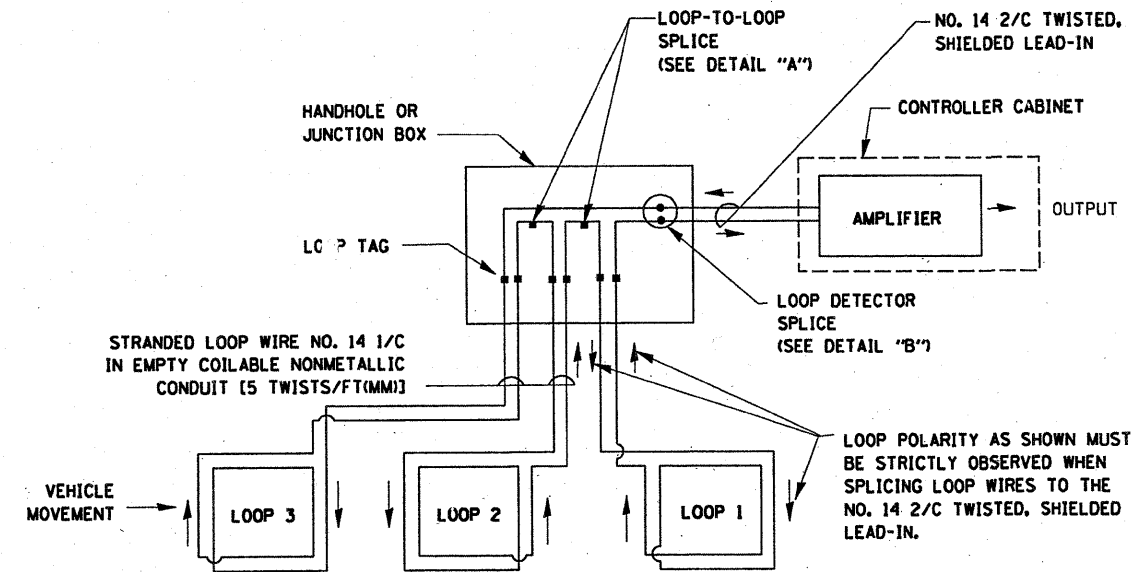 LOOP-TO-LOOP
SPLICE
(SEE DETAIL "A")
NO. 14 2/C TWISTED,
SHIELDED LEAD-IN
HANDHOLE OR
JUNCTION BOX
CONTROLLER CABINET
AMPLIFIER
OUTPUT
LOOP TAG
LOOP DETECTOR
SPLICE
(SEE DETAIL "B")
STRANDED LOOP WIRE NO. 14 1/C
IN EMPTY COILABLE NONMETALLIC
CONDUIT [5 TWISTS/FT(MM)]
LOOP POLARITY AS SHOWN MUST
BE STRICTLY OBSERVED WHEN
SPLICING LOOP WIRES TO THE
NO. 14 2/C TWISTED, SHIELDED
LEAD-IN.
VEHICLE
MOVEMENT
LOOP 3
LOOP 2
LOOP 1